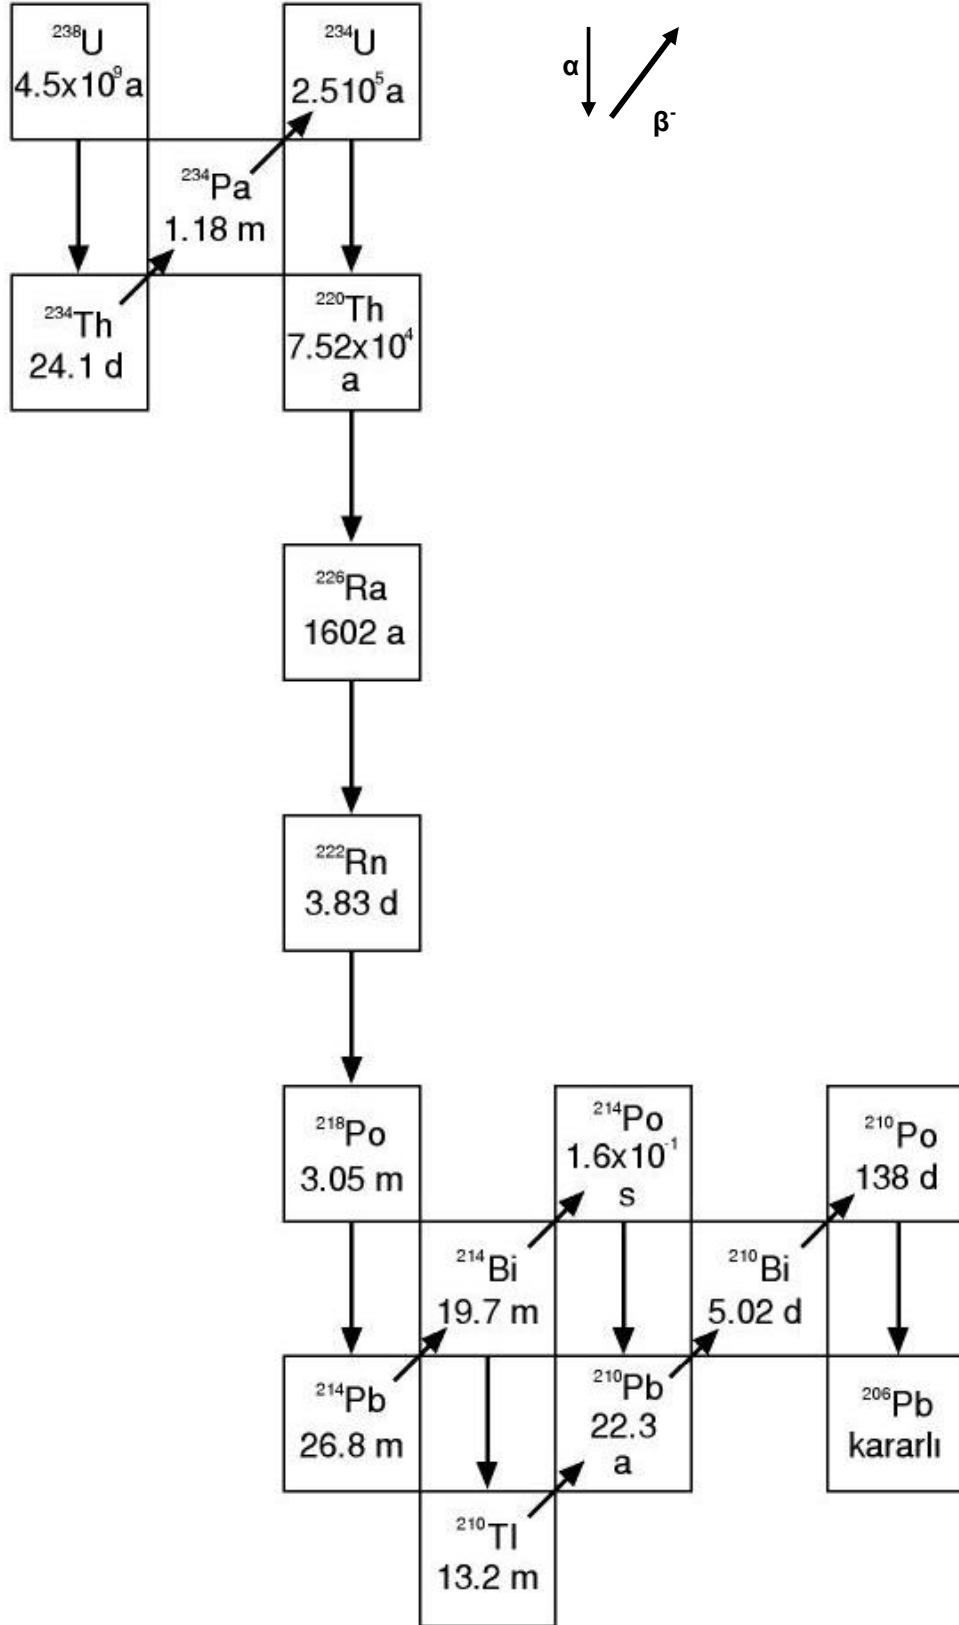 ²³⁸U
4.5x10⁹a
²³⁴U
2.510⁵a
α
β⁻
²³⁴Pa
1.18 m
²³⁴Th
24.1 d
²²⁰Th
7.52x10⁴
a
²²⁶Ra
1602 a
²²²Rn
3.83 d
²¹⁸Po
3.05 m
²¹⁴Po
1.6x10⁻¹
s
²¹⁰Po
138 d
²¹⁴Bi
19.7 m
²¹⁰Bi
5.02 d
²¹⁴Pb
26.8 m
²¹⁰Pb
22.3
a
²⁰⁶Pb
kararlı
²¹⁰Tl
13.2 m